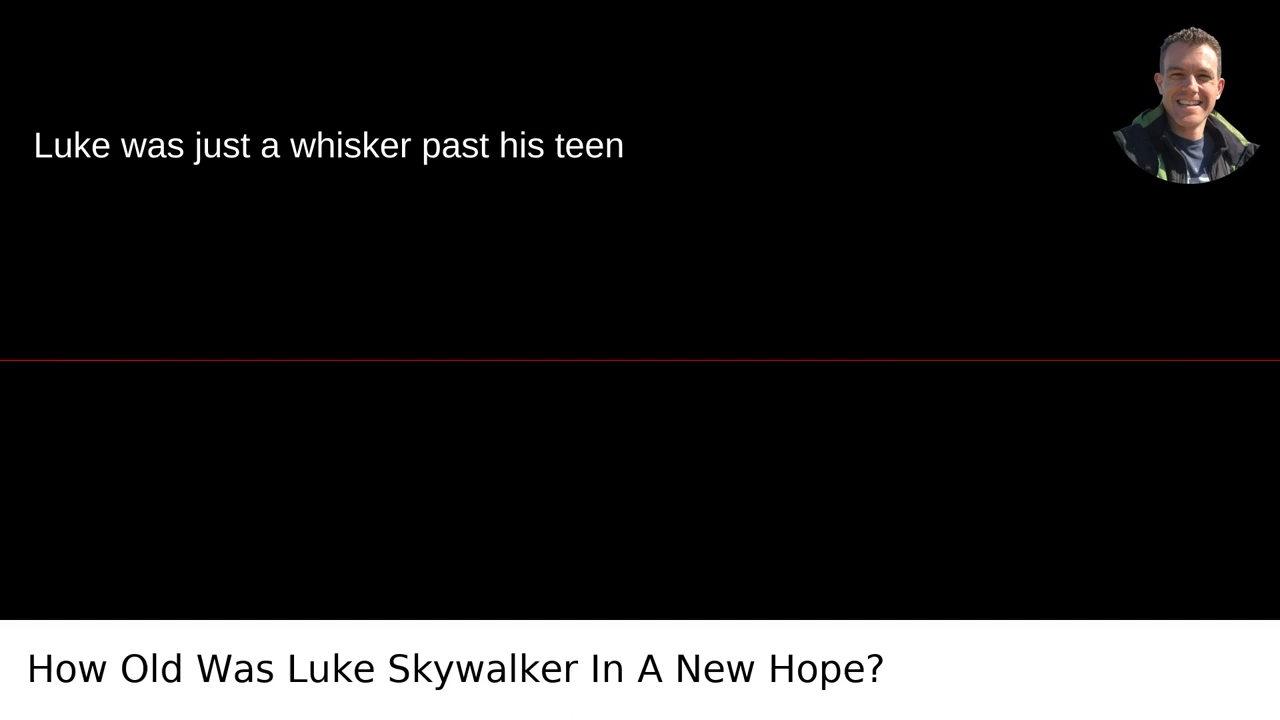 Luke was just a whisker past his teen
How Old Was Luke Skywalker In A New Hope?